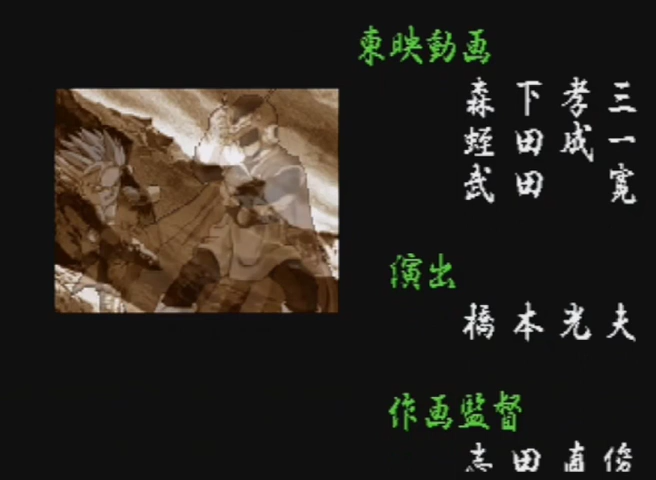 東映動画
森下孝三
蛭田成一
武田寛
演出
橋本光夫
作画監督
志田直俊